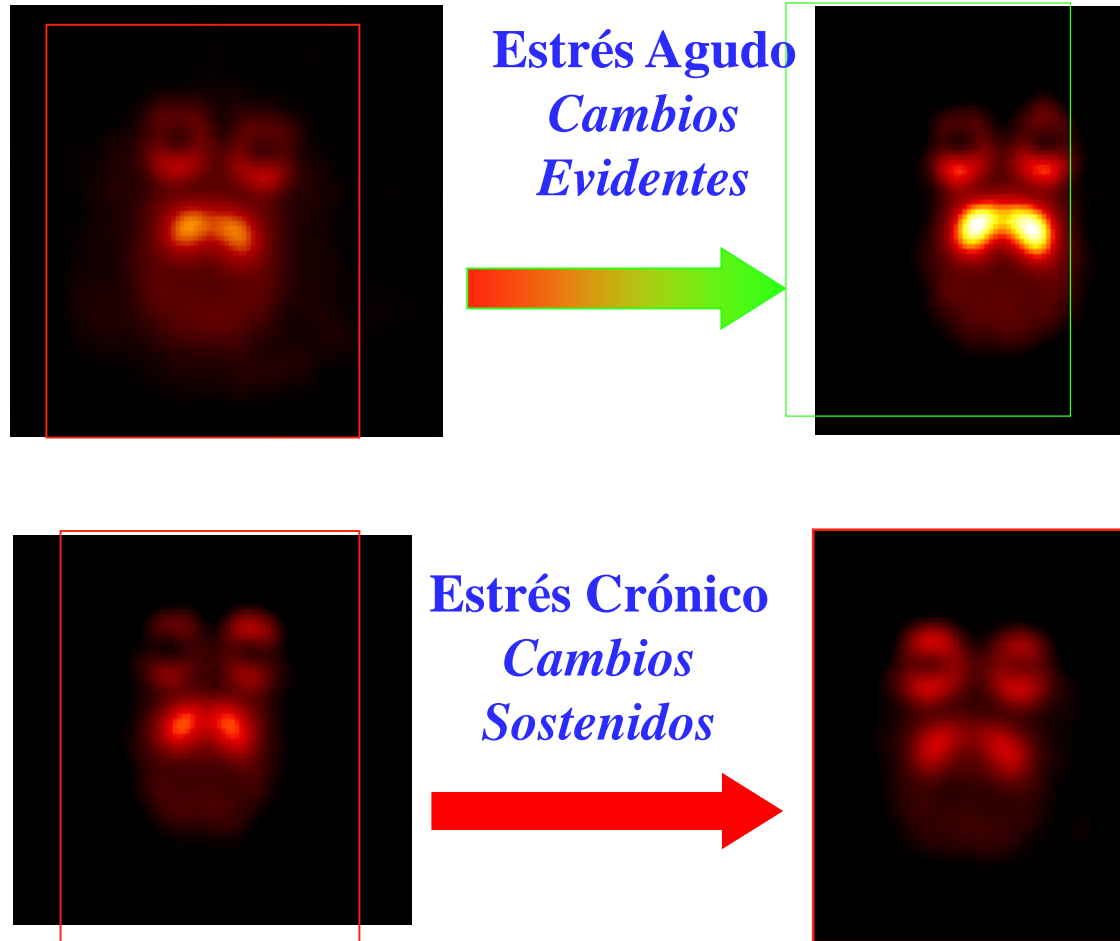 Estrés Agudo
Cambios
Evidentes
Estrés Crónico
Cambios
Sostenidos